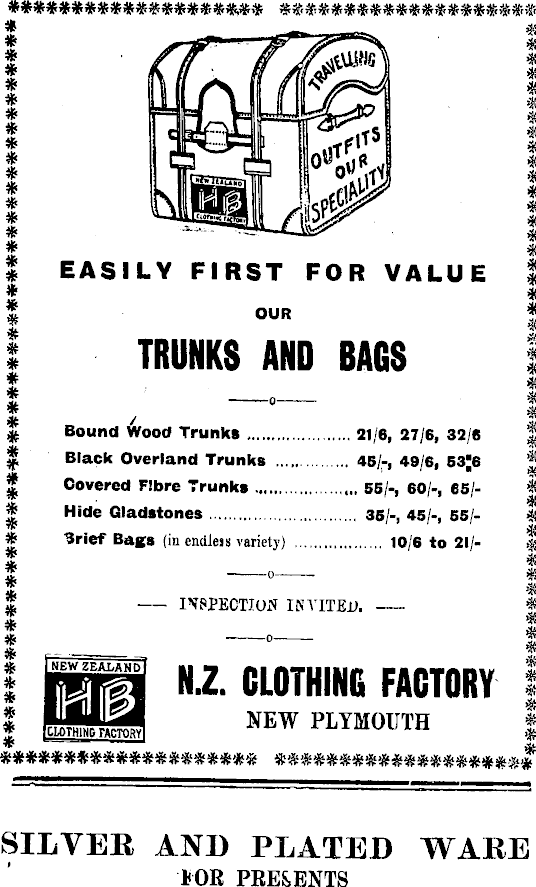 TRAVELLING
OUTFITS
OUR
SPECIALITY
NEW ZEALAND
HB
CLOTHING FACTORY
EASILY FIRST FOR VALUE
OUR
TRUNKS AND BAGS
Bound Wood Trunks ..................... 21/6, 27/6, 32/6
Black Overland Trunks ............... 45/-, 49/6, 53/6
Covered Fibre Trunks ..................... 55/-, 60/-, 65/-
Hide Gladstones ............................ 35/-, 45/-, 55/-
Brief Bags (in endless variety) .................. 10/6 to 21/-
INSPECTION INVITED.
NEW ZEALAND
HB
CLOTHING FACTORY
N.Z. CLOTHING FACTORY
NEW PLYMOUTH
SILVER AND PLATED WARE
FOR PRESENTS